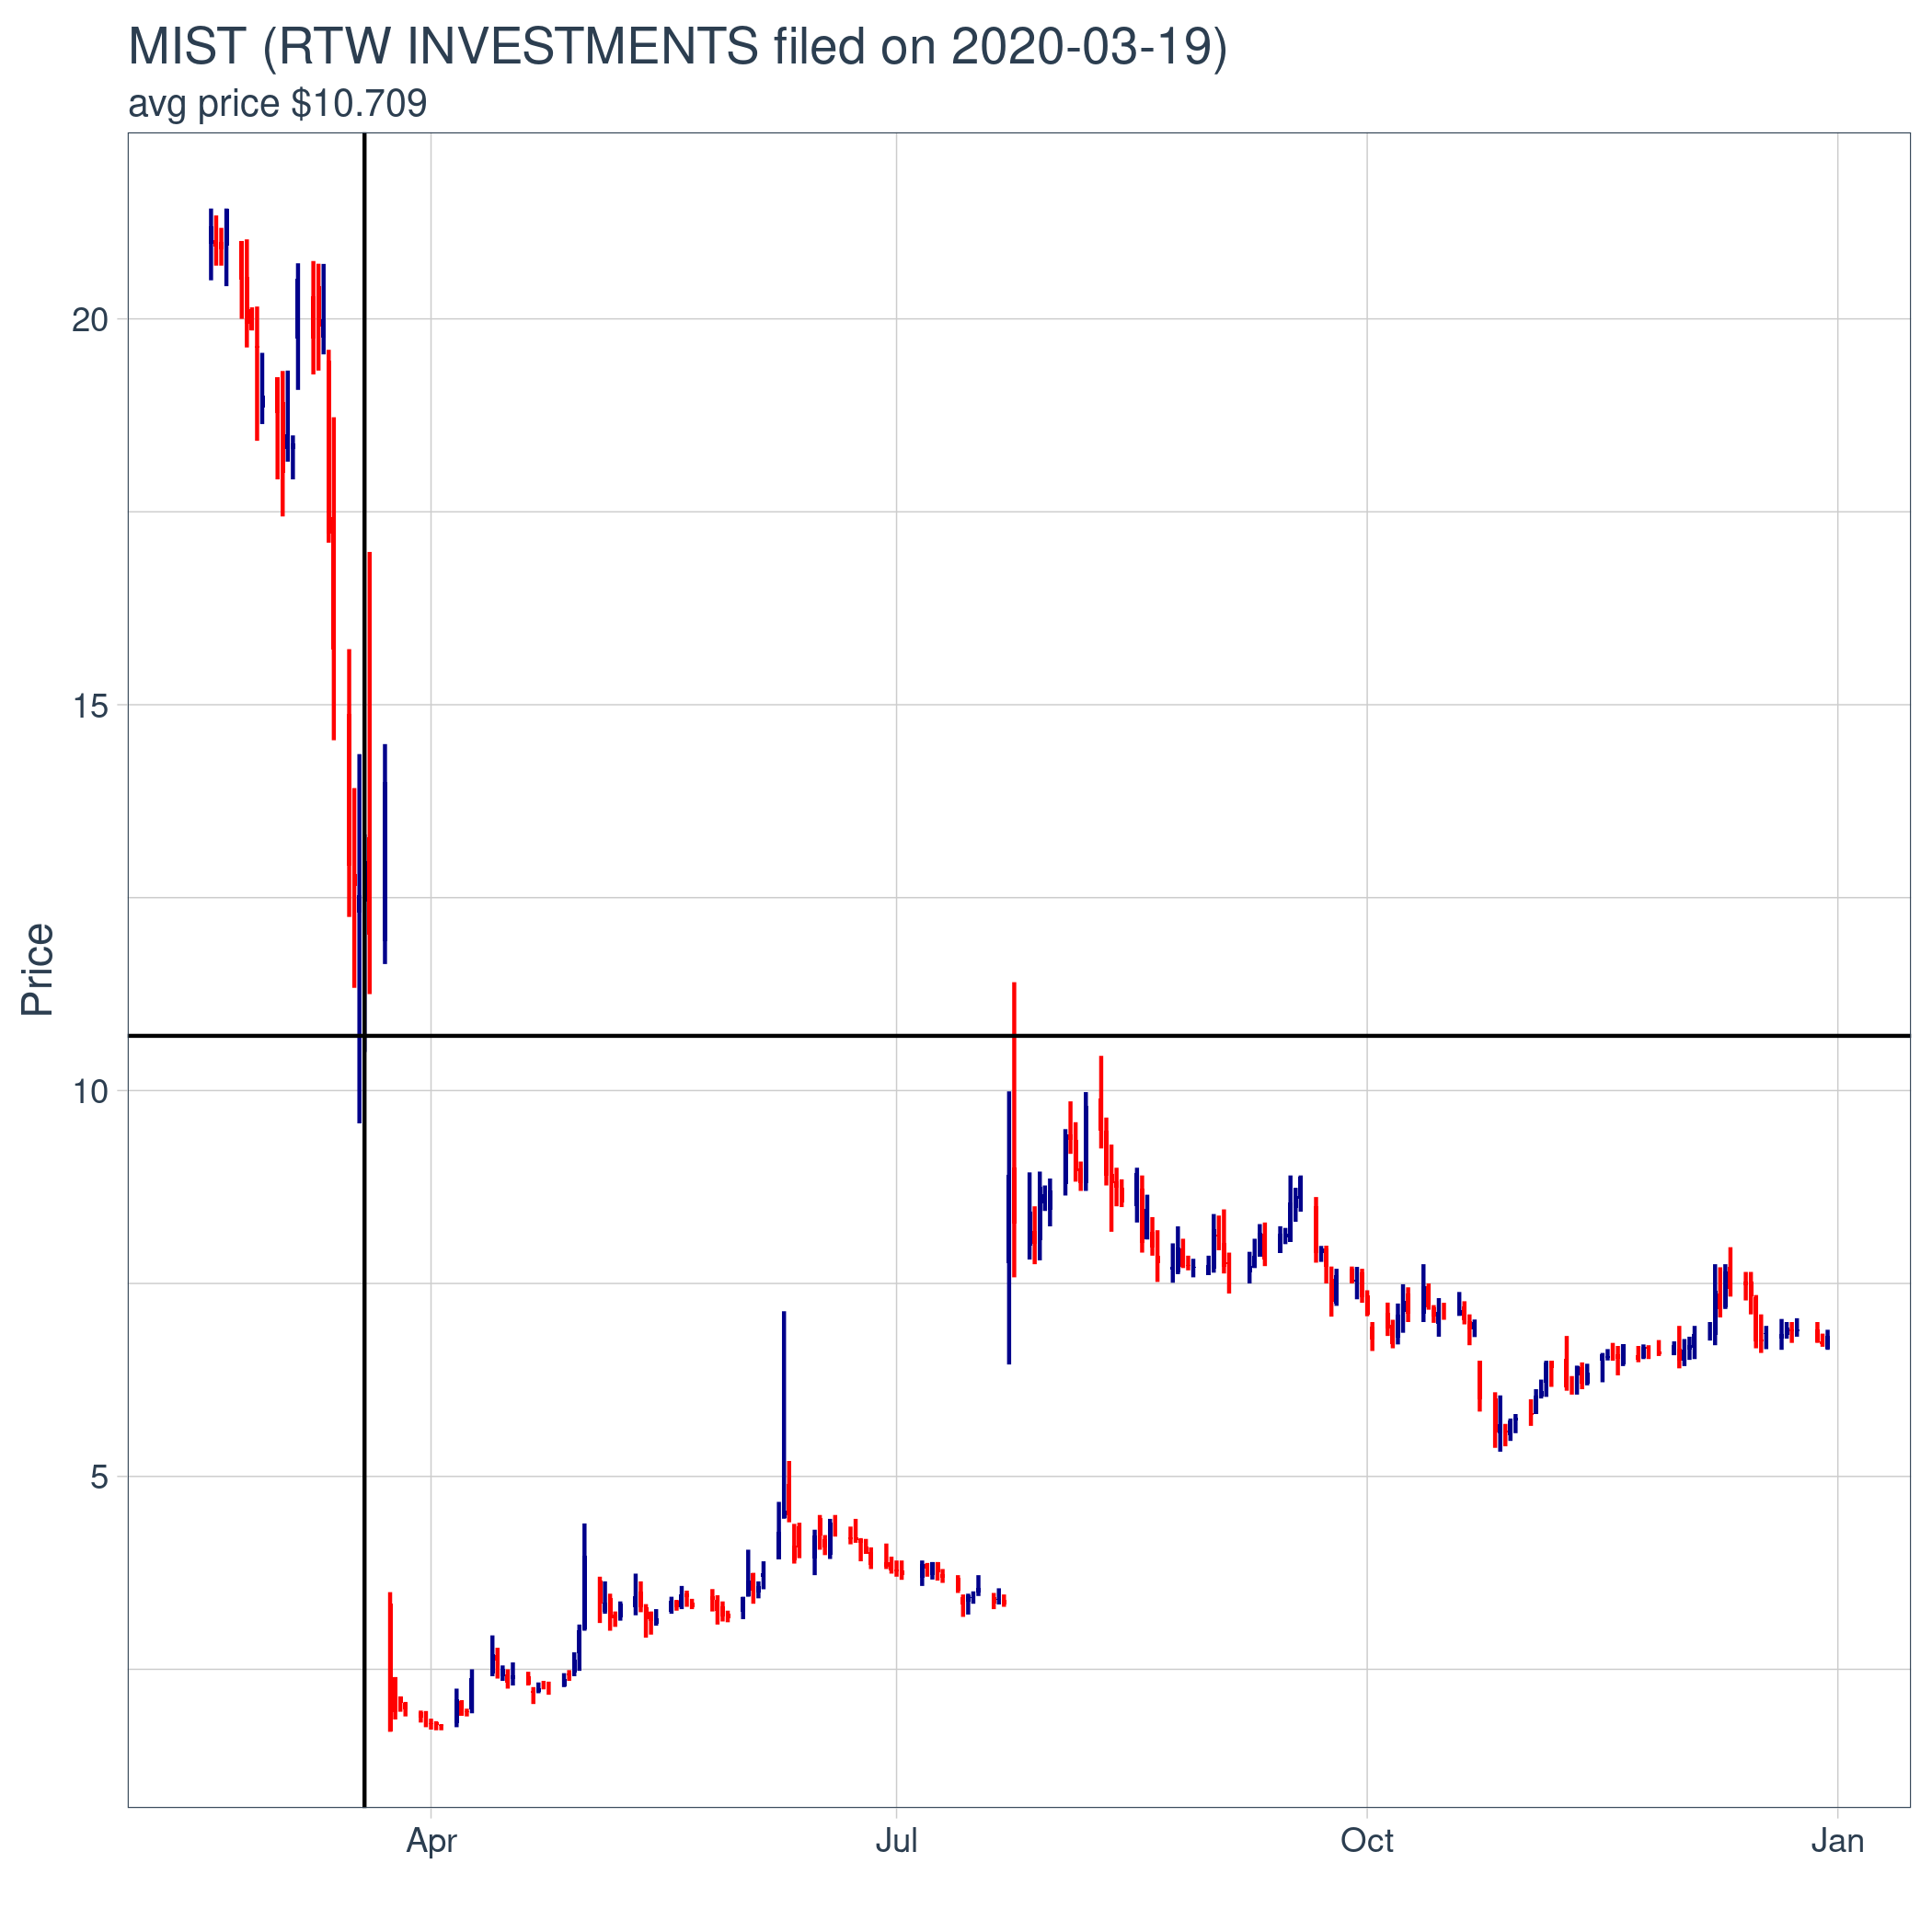 MIST (RTW INVESTMENTS filed on 2020-03-19)
avg price $10.709
20
15
10
5
Price
Apr
Jul
Oct
Jan